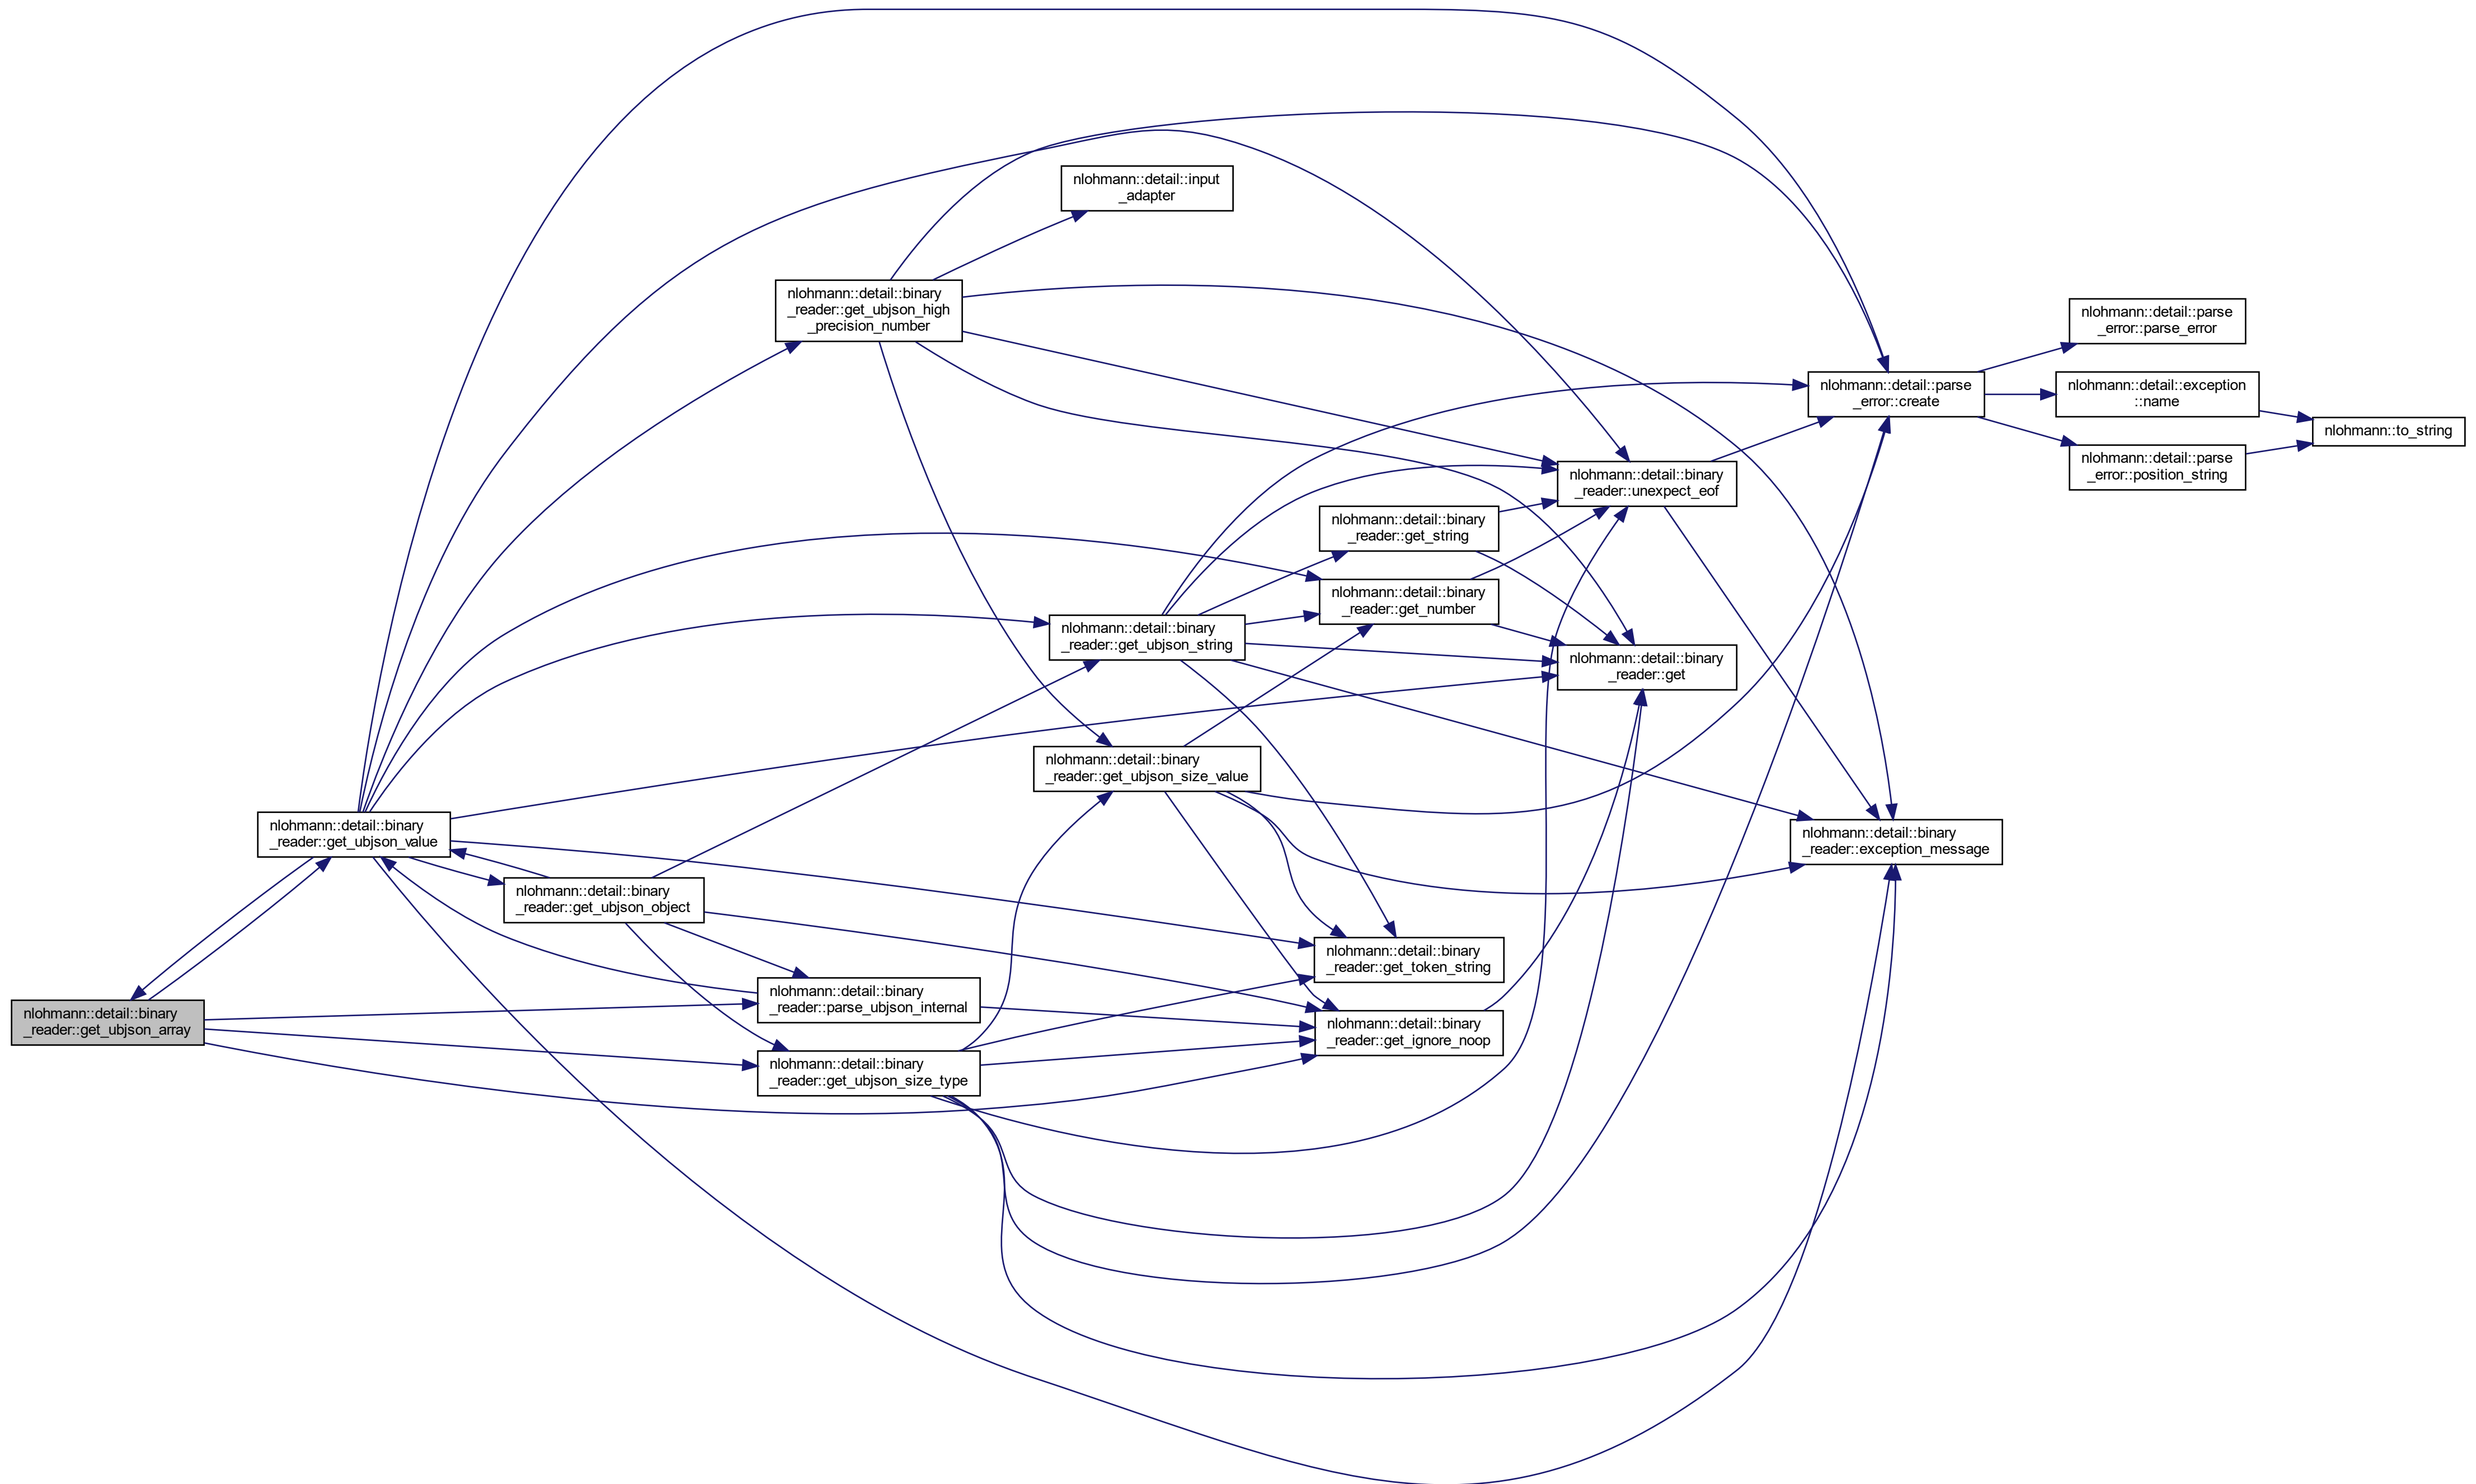 nlohmann::detail::input
_adapter
nlohmann::detail::binary
_reader::get_ubjson_high
_precision_number
nlohmann::detail::parse
_error::parse_error
nlohmann::detail::parse
_error::create
nlohmann::detail::exception
::name
nlohmann::to_string
nlohmann::detail::parse
_error::position_string
nlohmann::detail::binary
_reader::unexpect_eof
nlohmann::detail::binary
_reader::get_string
nlohmann::detail::binary
_reader::get_number
nlohmann::detail::binary
_reader::get_ubjson_string
nlohmann::detail::binary
_reader::get
nlohmann::detail::binary
_reader::get_ubjson_size_value
nlohmann::detail::binary
_reader::get_ubjson_value
nlohmann::detail::binary
_reader::exception_message
nlohmann::detail::binary
_reader::get_ubjson_object
nlohmann::detail::binary
_reader::get_token_string
nlohmann::detail::binary
_reader::parse_ubjson_internal
nlohmann::detail::binary
_reader::get_ubjson_array
nlohmann::detail::binary
_reader::get_ignore_noop
nlohmann::detail::binary
_reader::get_ubjson_size_type